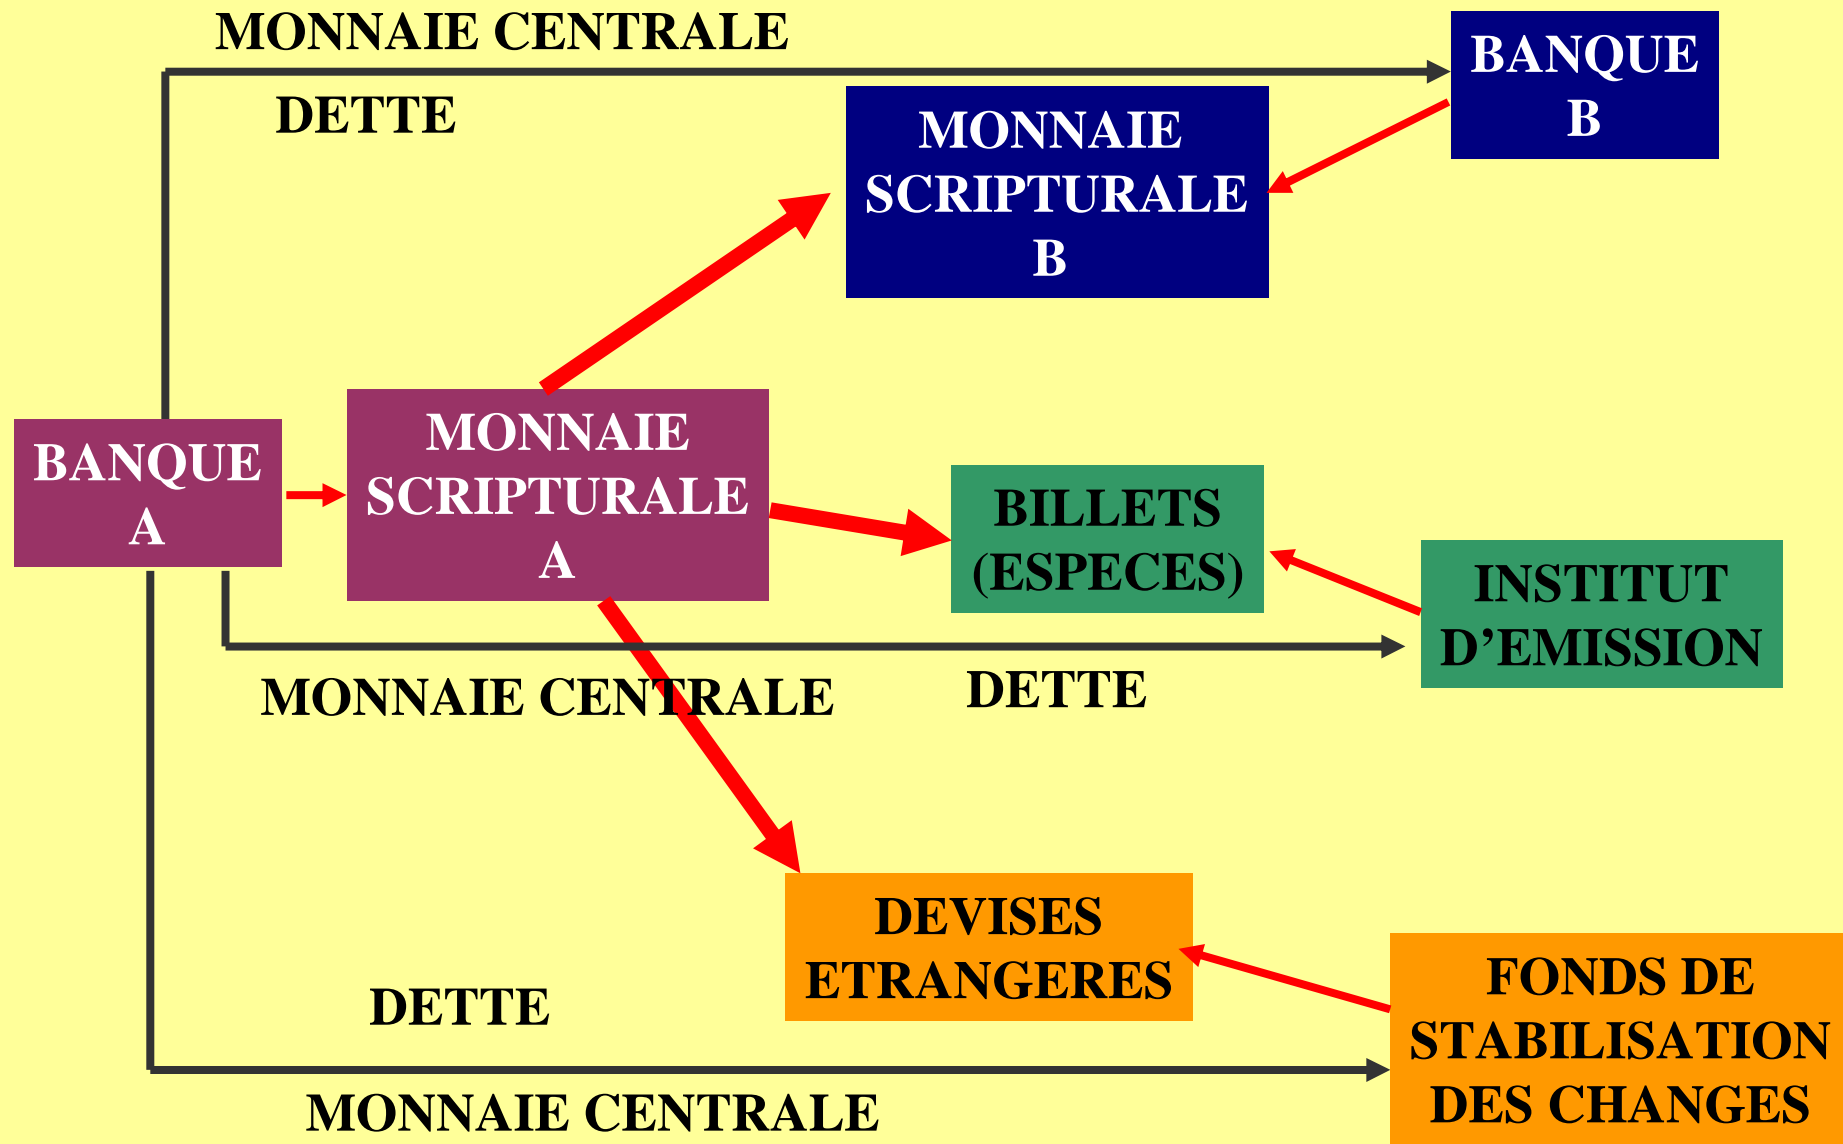 MONNAIE CENTRALE
DETTE
BANQUE
B
MONNAIE
SCRIPTURALE
B
BANQUE
A
MONNAIE
SCRIPTURALE
A
BILLETS
(ESPECES)
INSTITUT
D’EMISSION
MONNAIE CENTRALE
DETTE
DEVISES
ETRANGERES
FONDS DE
STABILISATION
DES CHANGES
DETTE
MONNAIE CENTRALE